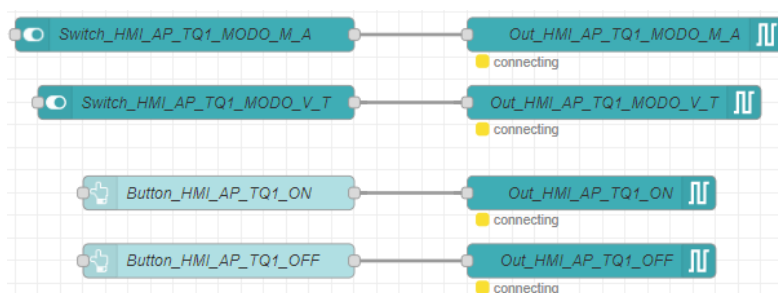 Switch_HMI_AP_TQ1_MODO_M_A
Out_HMI_AP_TQ1_MODO_M_A
connecting
Switch_HMI_AP_TQ1_MODO_V_T
Out_HMI_AP_TQ1_MODO_V_T
connecting
Button_HMI_AP_TQ1_ON
Out_HMI_AP_TQ1_ON
connecting
Button_HMI_AP_TQ1_OFF
Out_HMI_AP_TQ1_OFF
connecting